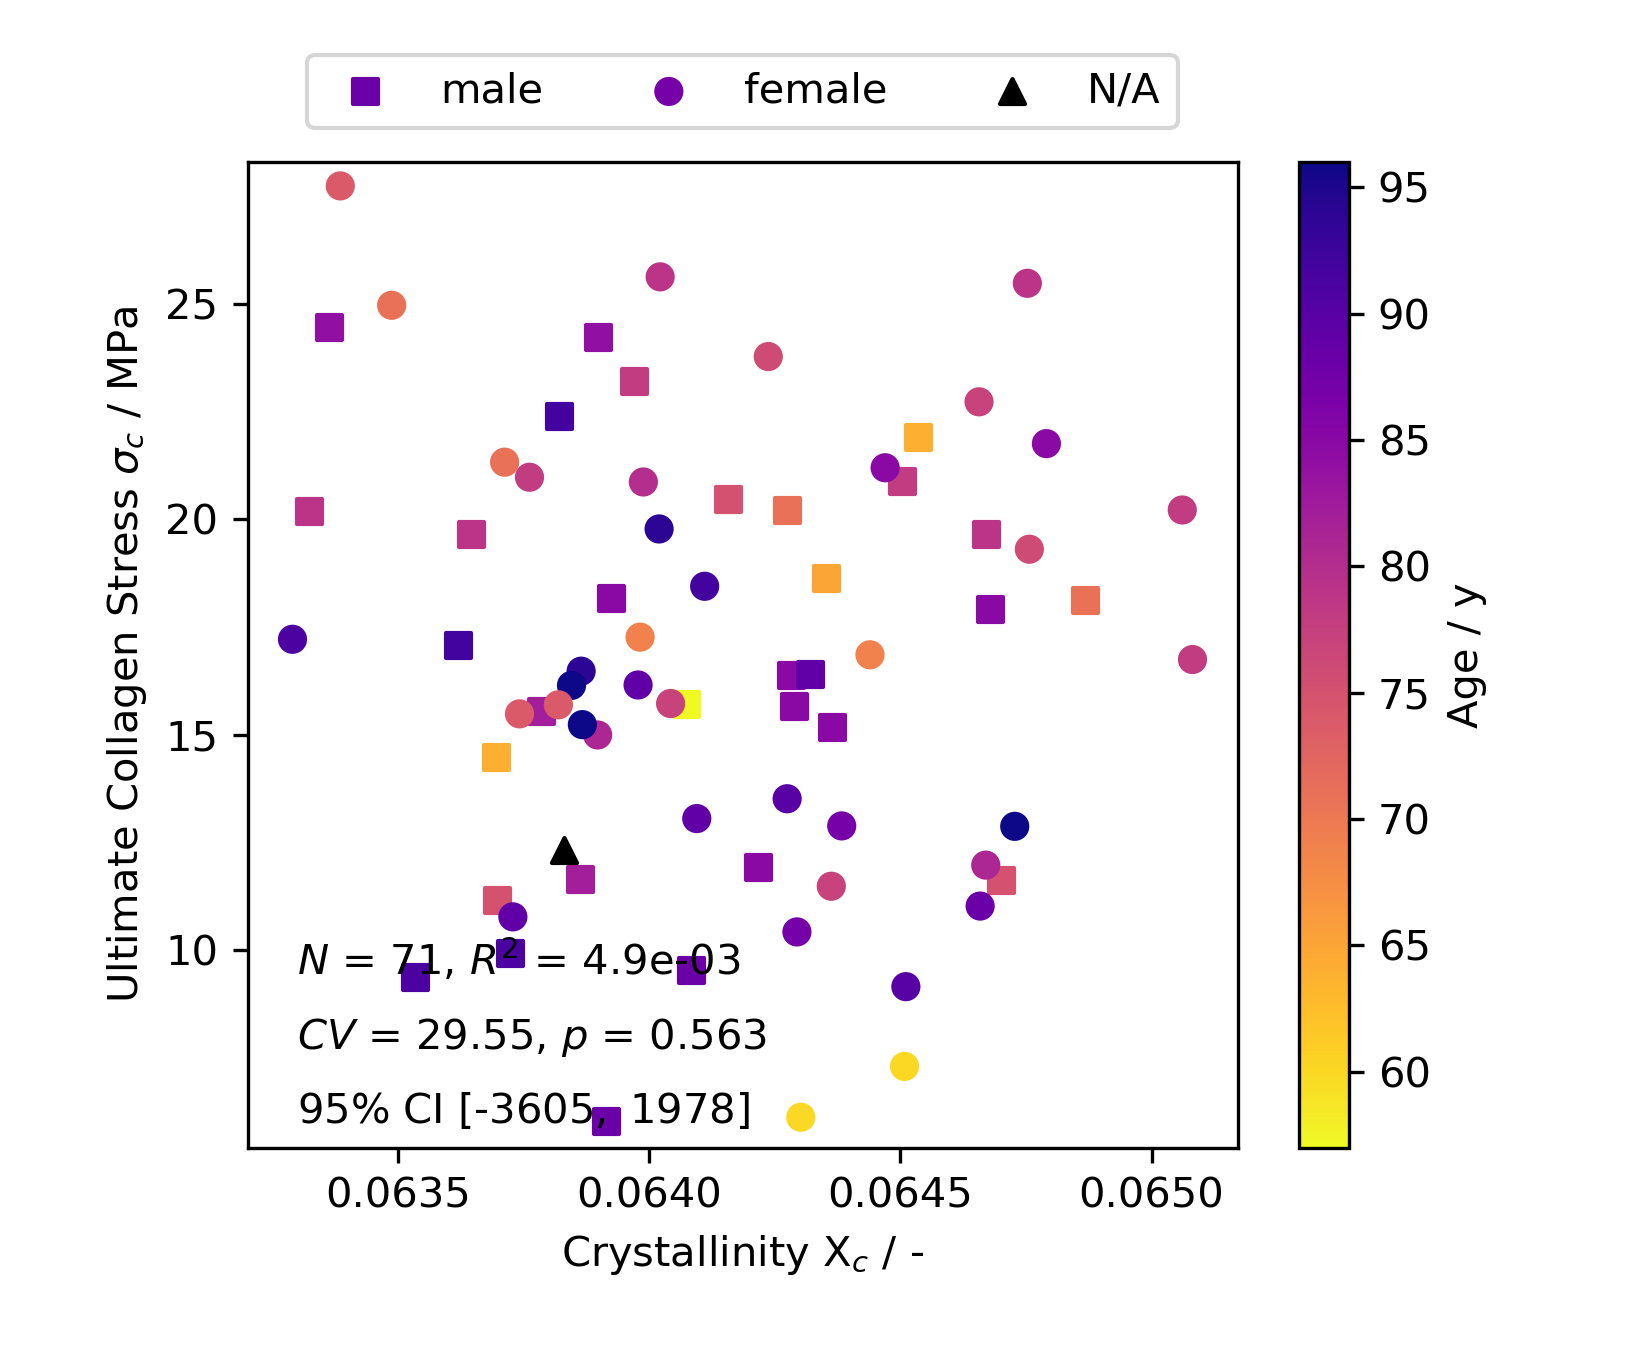 male female N/A
25
20
15
10
Ultimate Collagen Stress σc / MPa
N = 71, R² = 4.9e-03
CV = 29.55, p = 0.563
95% CI [-3605, 1978]
0.0635 0.0640 0.0645 0.0650
Crystallinity Xc / -
95
90
85
80
75
70
65
60
Age / y